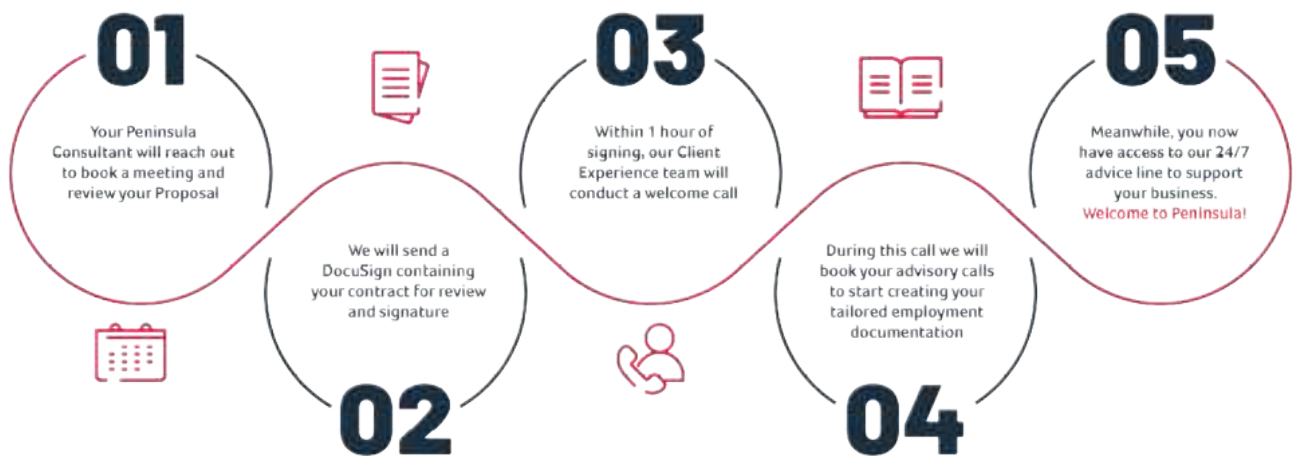 01
Your Peninsula
Consultant will reach out
to book a meeting and
review your Proposal
We will send a
DocuSign containing
your contract for review
and signature
02
03
Within 1 hour of
signing, our Client
Experience team will
conduct a welcome call
During this call we will
book your advisory calls
to start creating your
tailored employment
documentation
04
05
Meanwhile, you now
have access to our 24/7
advice line to support
your business.
Welcome to Peninsula!